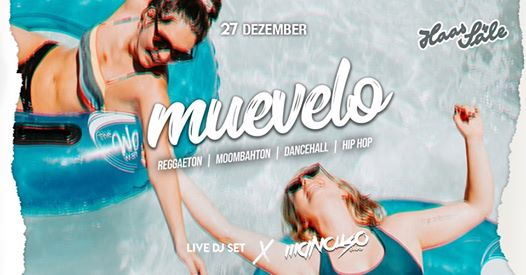 27 DEZEMBER
Haas Säle
muevelo
REGGAETON | MOOMBAHTON | DANCEHALL | HIP HOP
LIVE DJ SET X